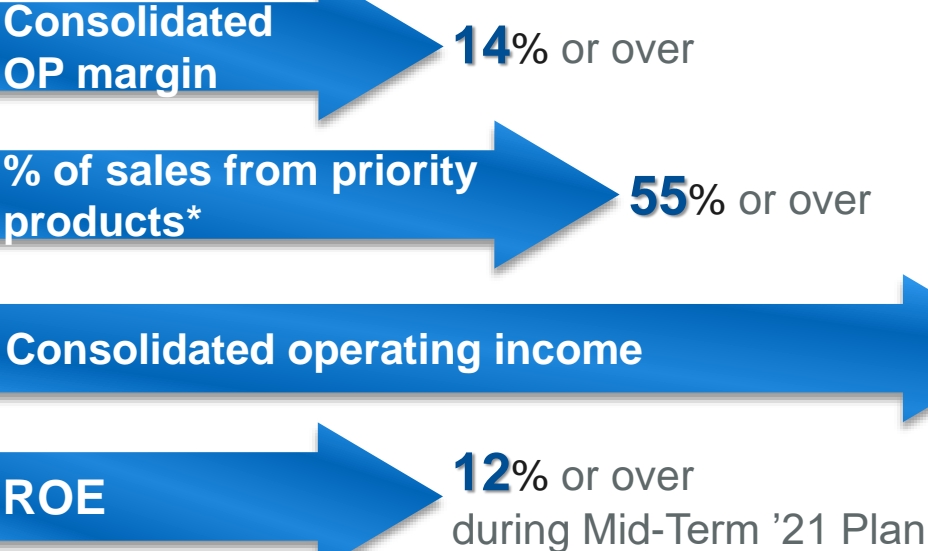 Consolidated
OP margin
14% or over
% of sales from priority
products*
55% or over
Consolidated operating income
ROE
12% or over
during Mid-Term ’21 Plan